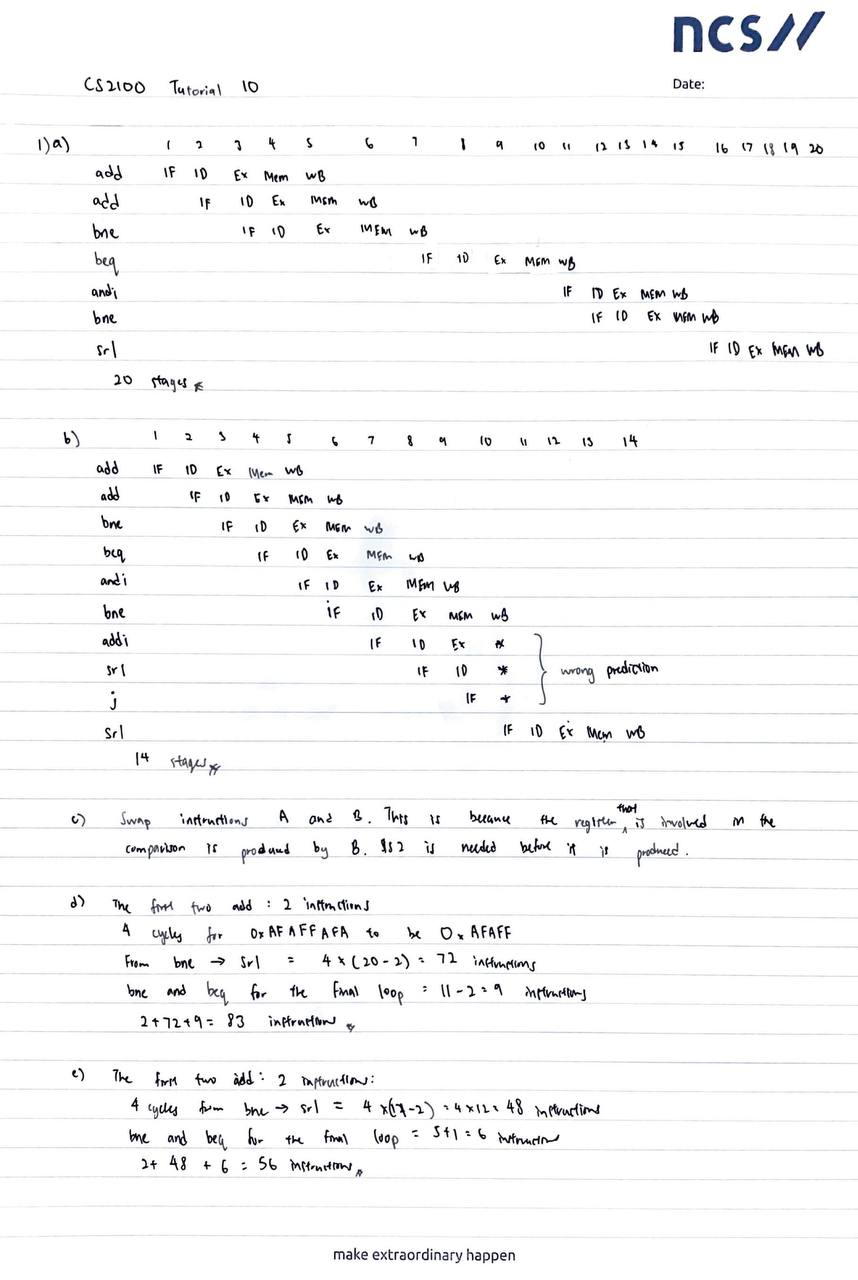 ncs//
CS2100 Tutorial 10
Date:
1)a) 1 2 3 4 5 6 7 8 9 10 11 12 13 14 15 16 17 18 19 20
add IF ID Ex Mem WB
add IF ID Ex MEM WB
bne IF ID Ex MEM WB
beq IF ID Ex MEM WB
andi IF ID Ex MEM WB
bne IF ID Ex MEM WB
srl IF ID Ex MEM WB
20 stages
b) 1 2 3 4 5 6 7 8 9 10 11 12 13 14
add IF ID Ex Mem WB
add IF ID Ex MEM WB
bne IF ID Ex MEM WB
beq IF ID Ex MEM WB
andi IF ID Ex MEM WB
bne IF ID Ex MEM WB
addi IF ID Ex *
srl IF ID * } wrong prediction
j IF *
srl IF ID Ex Mem WB
14 stages
c) Swap instructions A and B. This is because the register that is involved in the
comparison is produced by B. $s2 is needed before it is produced.
d) The first two add : 2 instructions
4 cycles for 0xAFAFFAFA to be 0xAFAFF
From bne → srl = 4 × (20-2) = 72 instructions
bne and beq for the final loop = 11-2 = 9 instructions
2+72+9 = 83 instructions
e) The first two add : 2 instructions:
4 cycles from bne → srl = 4 ×(14-2) = 4×12 = 48 instructions
bne and beq for the final loop = 5+1 = 6 instruction
2+ 48 + 6 = 56 instructions
make extraordinary happen